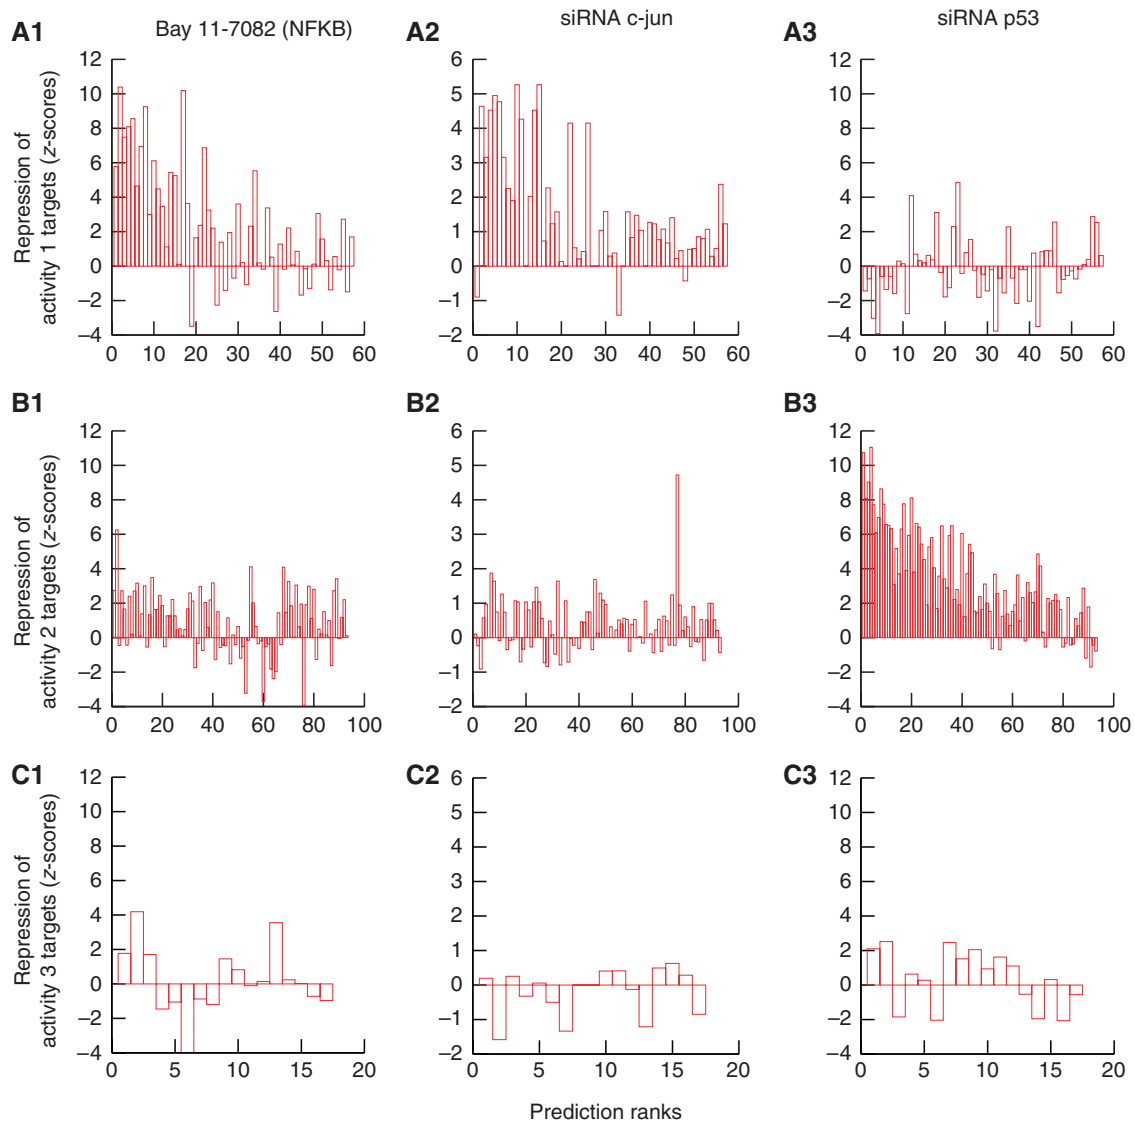 A1 Bay 11-7082 (NFKB) A2 siRNA c-jun A3 siRNA p53
Repression of
activity 1 targets (z-scores)
12 10 8 6 4 2 0 –2 –4
0 10 20 30 40 50 60
6 5 4 3 2 1 0 –1 –2
0 10 20 30 40 50 60
12 10 8 6 4 2 0 –2 –4
0 10 20 30 40 50 60
B1 B2 B3
Repression of
activity 2 targets (z-scores)
12 10 8 6 4 2 0 –2 –4
0 20 40 60 80 100
6 5 4 3 2 1 0 –1 –2
0 20 40 60 80 100
12 10 8 6 4 2 0 –2 –4
0 20 40 60 80 100
C1 C2 C3
Repression of
activity 3 targets (z-scores)
12 10 8 6 4 2 0 –2 –4
0 5 10 15 20
6 5 4 3 2 1 0 –1 –2
0 5 10 15 20
12 10 8 6 4 2 0 –2 –4
0 5 10 15 20
Prediction ranks